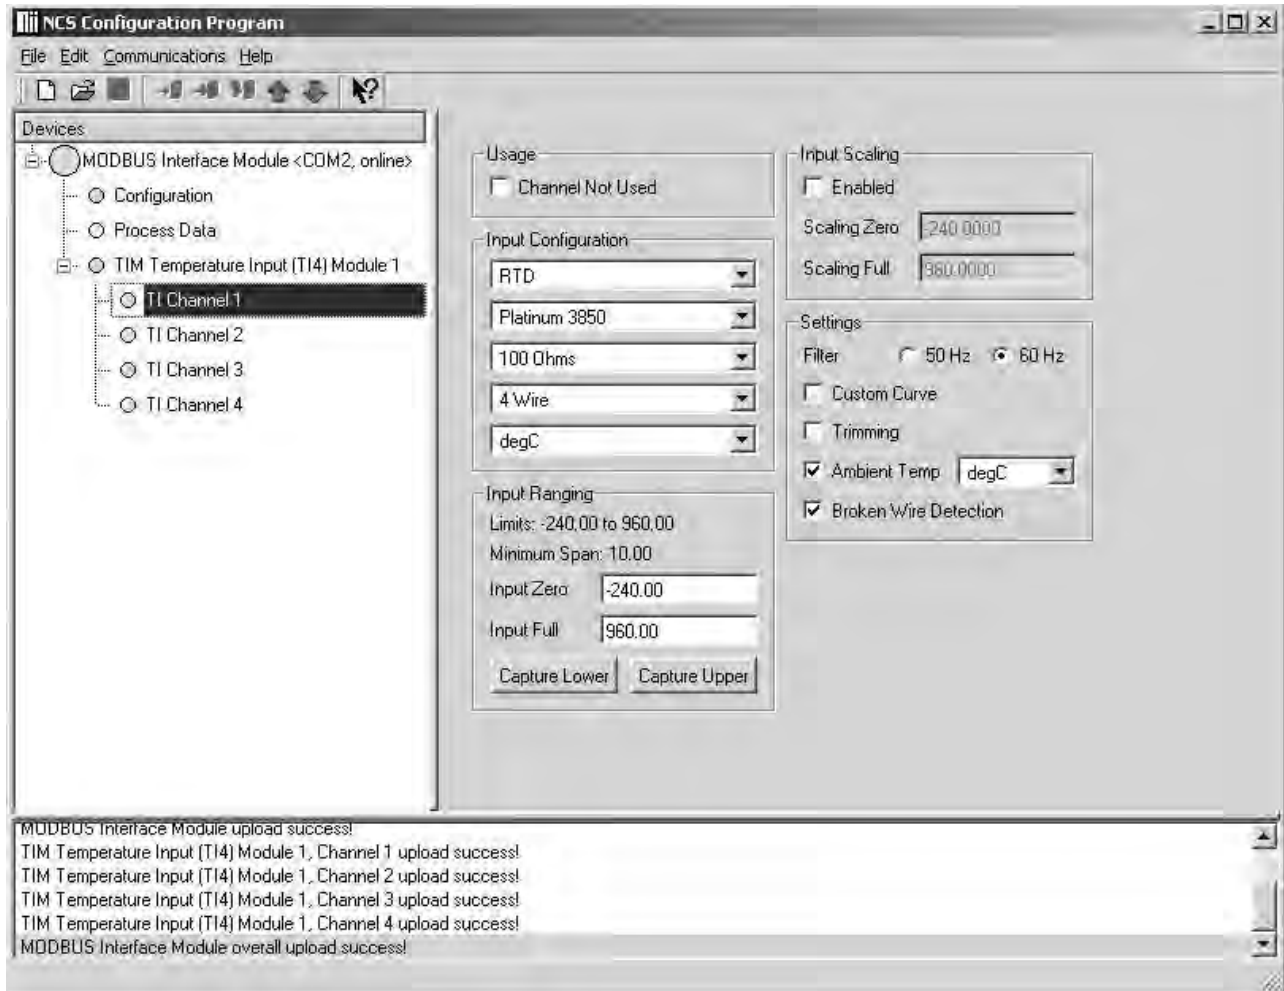 NCS Configuration Program
File Edit Communications Help
Devices
MODBUS Interface Module <COM2, online>
Configuration
Process Data
TIM Temperature Input (TI4) Module 1
TI Channel 1
TI Channel 2
TI Channel 3
TI Channel 4
Usage
Channel Not Used
Input Configuration
RTD
Platinum 3850
100 Ohms
4 Wire
degC
Input Ranging
Limits: -240.00 to 960.00
Minimum Span: 10.00
Input Zero -240.00
Input Full 960.00
Capture Lower Capture Upper
Input Scaling
Enabled
Scaling Zero -240.0000
Scaling Full 960.0000
Settings
Filter 50 Hz 60 Hz
Custom Curve
Trimming
Ambient Temp degC
Broken Wire Detection
MODBUS Interface Module upload success!
TIM Temperature Input (TI4) Module 1, Channel 1 upload success!
TIM Temperature Input (TI4) Module 1, Channel 2 upload success!
TIM Temperature Input (TI4) Module 1, Channel 3 upload success!
TIM Temperature Input (TI4) Module 1, Channel 4 upload success!
MODBUS Interface Module overall upload success!